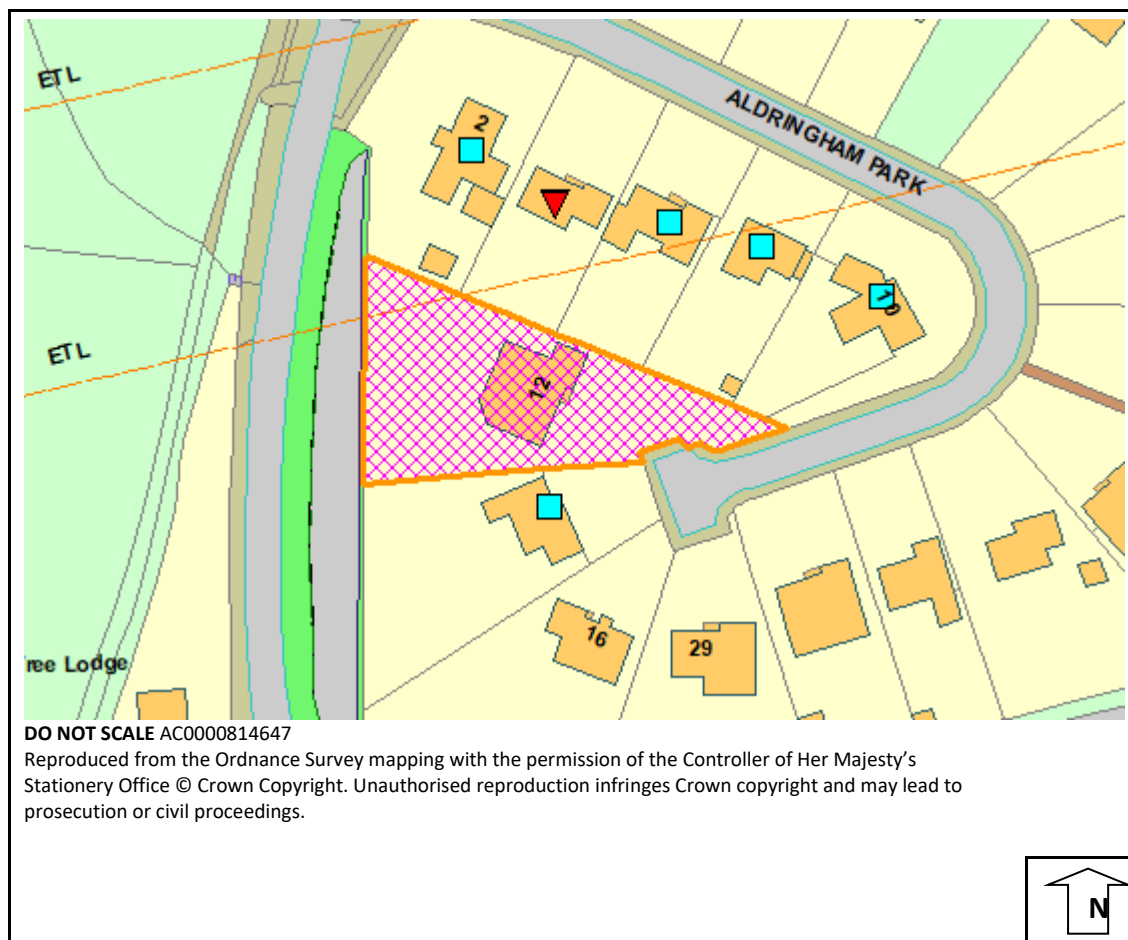 ETL
2
ALDRINGHAM PARK
10
ETL
12
ree Lodge
16
29
DO NOT SCALE AC0000814647
Reproduced from the Ordnance Survey mapping with the permission of the Controller of Her Majesty's
Stationery Office © Crown Copyright. Unauthorised reproduction infringes Crown copyright and may lead to
prosecution or civil proceedings.
N